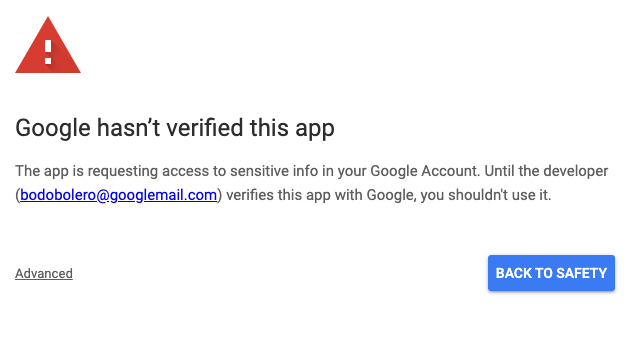 Google hasn’t verified this app
The app is requesting access to sensitive info in your Google Account. Until the developer
(bodobolero@googlemail.com) verifies this app with Google, you shouldn't use it.
Advanced
BACK TO SAFETY